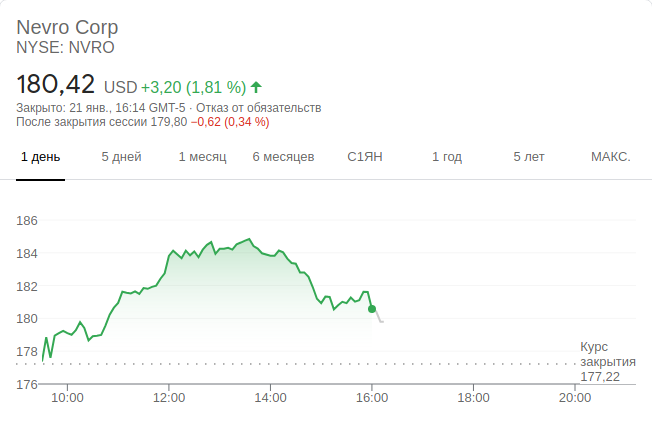 Nevro Corp
NYSE: NVRO
180,42 USD +3,20 (1,81 %)
Закрыто: 21 янв., 16:14 GMT-5 · Отказ от обязательств
После закрытия сессии 179,80 −0,62 (0,34 %)
1 день 5 дней 1 месяц 6 месяцев С1ЯН 1 год 5 лет МАКС.
186
184
182
180
178
176
Курс
закрытия
177,22
10:00 12:00 14:00 16:00 18:00 20:00